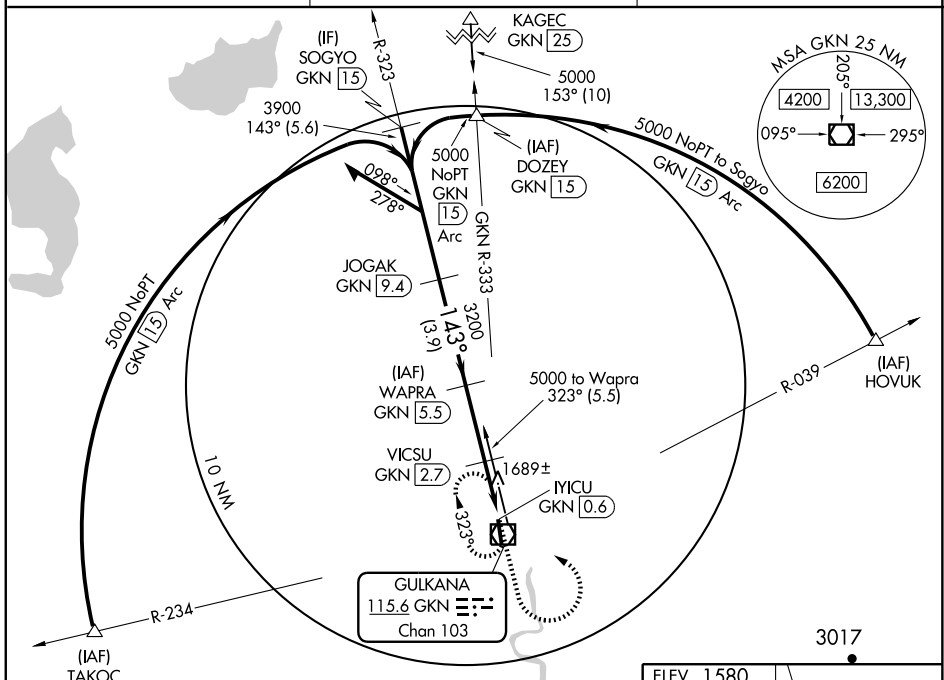 KAGEC
GKN 25
(IF)
SOGYO
GKN 15
R-323
5000
153° (10)
3900
143° (5.6)
5000
NoPT
GKN
15
Arc
(IAF)
DOZEY
GKN 15
5000 NoPT to Sogyo
GKN 15 Arc
MSA GKN 25 NM
205°
4200
13,300
095°
295°
6200
098°
278°
GKN R-333
JOGAK
GKN 9.4
3200
143°
(3.9)
5000 NoPT
GKN 15 Arc
(IAF)
HOVUK
R-039
(IAF)
WAPRA
GKN 5.5
5000 to Wapra
323° (5.5)
VICSU
GKN 2.7
1689±
IYICU
GKN 0.6
10 NM
323°
GULKANA
115.6 GKN
Chan 103
R-234
(IAF)
TAKOC
3017
ELEV 1580